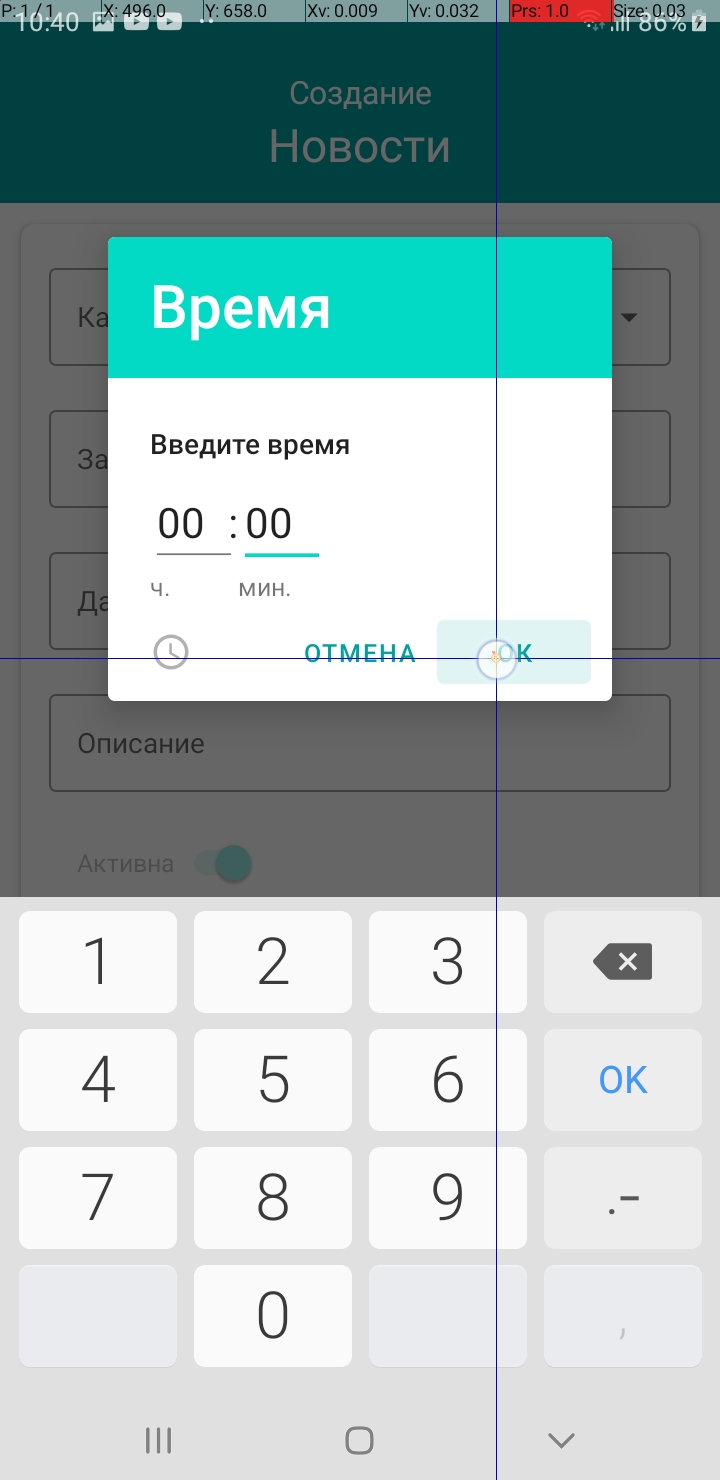 P: 1 / 1 X: 496.0 Y: 658.0 Xv: 0.009 Yv: 0.032 Prs: 1.0 Size: 0.03
10:40 86%
Создание
Новости
Время
Ка
За
Введите время
00 : 00
Да
ч. мин.
ОТМЕНА ОК
Описание
Активна
1 2 3
4 5 6 OK
7 8 9 .-
0 ,